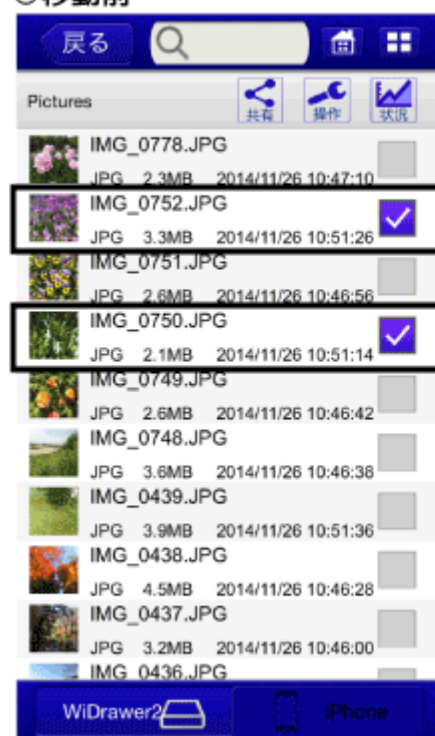 ○移動前
戻る
Pictures
共有 操作 状況
IMG_0778.JPG
JPG 2.3MB 2014/11/26 10:47:10
IMG_0752.JPG
JPG 3.3MB 2014/11/26 10:51:26
IMG_0751.JPG
JPG 2.6MB 2014/11/26 10:46:56
IMG_0750.JPG
JPG 2.1MB 2014/11/26 10:51:14
IMG_0749.JPG
JPG 2.6MB 2014/11/26 10:46:42
IMG_0748.JPG
JPG 3.6MB 2014/11/26 10:46:38
IMG_0439.JPG
JPG 3.9MB 2014/11/26 10:51:36
IMG_0438.JPG
JPG 4.5MB 2014/11/26 10:46:28
IMG_0437.JPG
JPG 3.2MB 2014/11/26 10:46:00
IMG_0436.JPG
WiDrawer2 iPhone